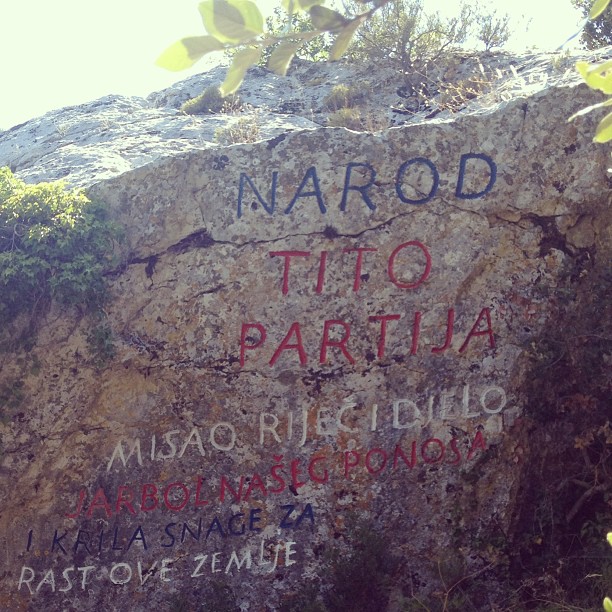 NAROD
TITO
PARTIJA
MISAO RIJEČ I DJELO
JARBOL NAŠEG PONOSA
I KRILA SNAGE ZA
RAST OVE ZEMLJE